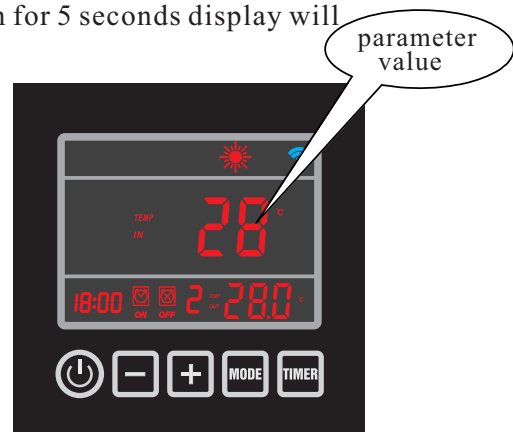 n for 5 seconds display will
parameter
value
TEMP
IN
28 °C
18:00 ON OFF 2 TEMP OUT 28.0 °
MODE TIMER